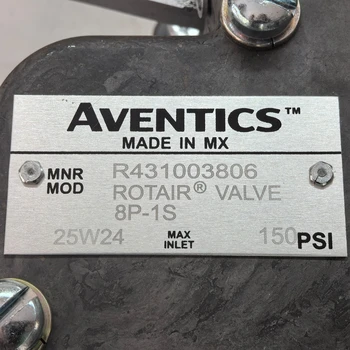 AVENTICS™
MADE IN MX
MNR R431003806
MOD ROTAIR® VALVE
8P-1S
25W24 MAX INLET 150 PSI